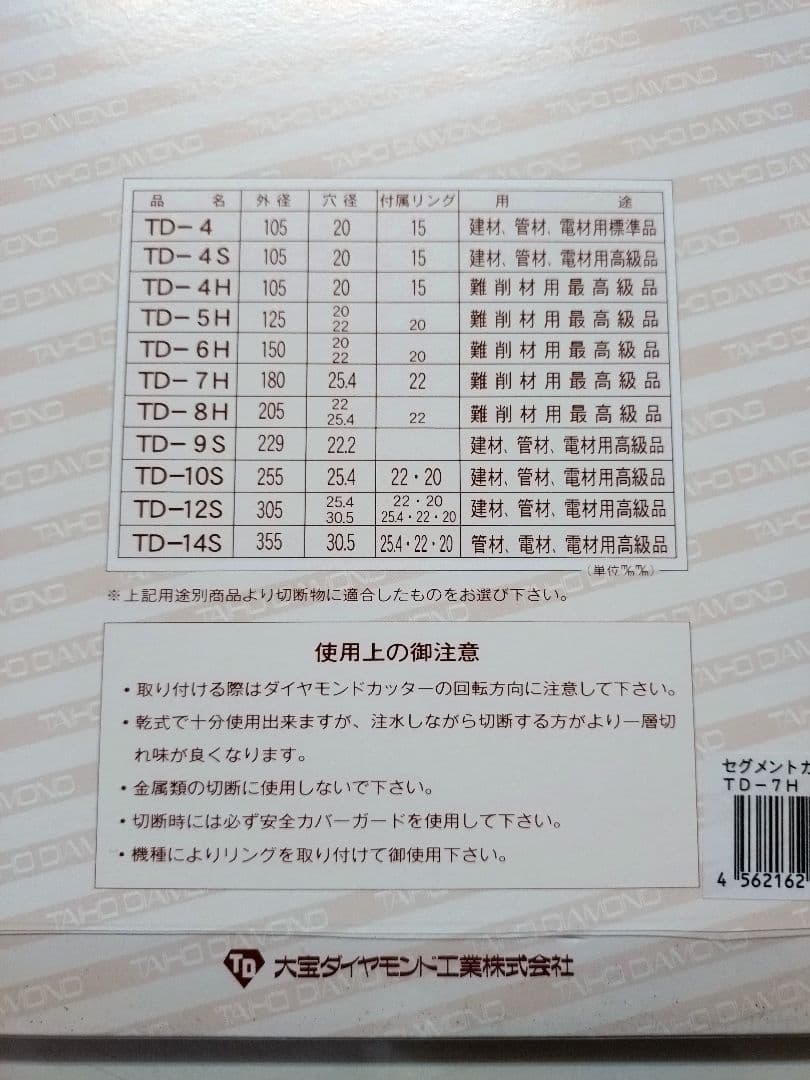 品名 外径 穴径 付属リング 用途
TD-4 105 20 15 建材、管材、電材用標準品
TD-4S 105 20 15 建材、管材、電材用高級品
TD-4H 105 20 15 難削材用最高級品
TD-5H 125 20 22 20 難削材用最高級品
TD-6H 150 20 22 20 難削材用最高級品
TD-7H 180 25.4 22 難削材用最高級品
TD-8H 205 22 25.4 22 難削材用最高級品
TD-9S 229 22.2 建材、管材、電材用高級品
TD-10S 255 25.4 22・20 建材、管材、電材用高級品
TD-12S 305 25.4 30.5 22・20 25.4・22・20 建材、管材、電材用高級品
TD-14S 355 30.5 25.4・22・20 管材、電材、電材用高級品
(単位㎜)
※上記用途別商品より切断物に適合したものをお選び下さい。
使用上の御注意
・取り付ける際はダイヤモンドカッターの回転方向に注意して下さい。
・乾式で十分使用出来ますが、注水しながら切断する方がより一層切
れ味が良くなります。
・金属類の切断に使用しないで下さい。
・切断時には必ず安全カバーガードを使用して下さい。
・機種によりリングを取り付けて御使用下さい。
セグメントカ
TD-7H
4 562162
TD 大宝ダイヤモンド工業株式会社
TAHO DAMOND